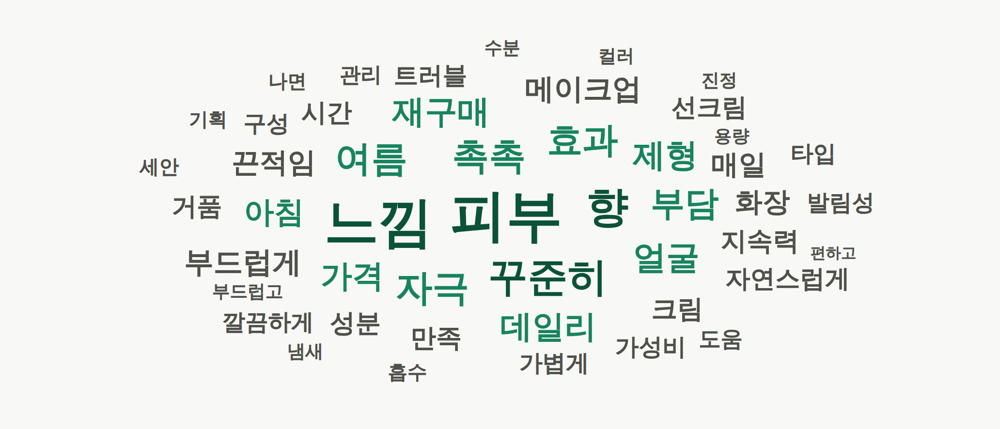 수분
컬러
나면 관리 트러블 메이크업 진정
기획 구성 시간 재구매 선크림
효과 용량
세안 끈적임 여름 촉촉 제형 매일 타입
거품 아침 느낌 피부 향 부담 화장 발림성
지속력 편하고
부드럽게 가격 자극 꾸준히 얼굴 자연스럽게
부드럽고
깔끔하게 성분 만족 데일리 크림
냄새 가성비 도움
흡수 가볍게